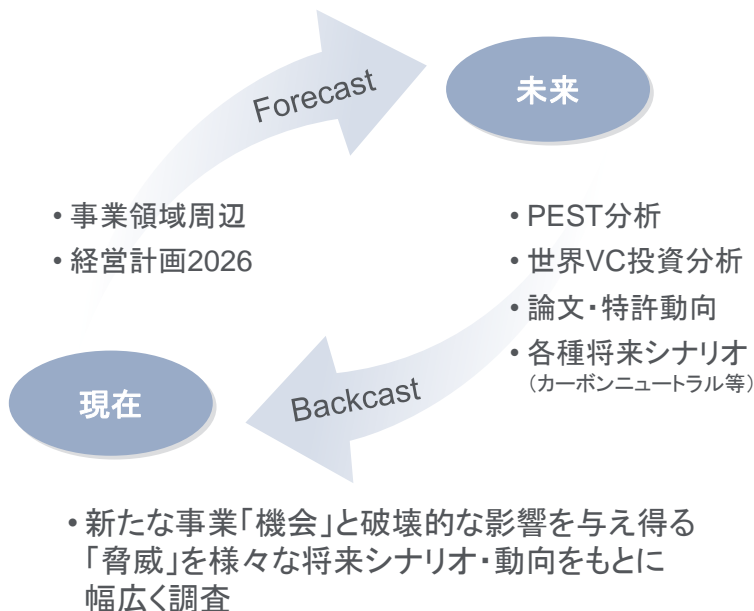 Forecast
未来
• 事業領域周辺
• 経営計画2026
• PEST分析
• 世界VC投資分析
• 論文・特許動向
• 各種将来シナリオ
（カーボンニュートラル等）
現在
Backcast
• 新たな事業「機会」と破壊的な影響を与え得る
「脅威」を様々な将来シナリオ・動向をもとに
幅広く調査